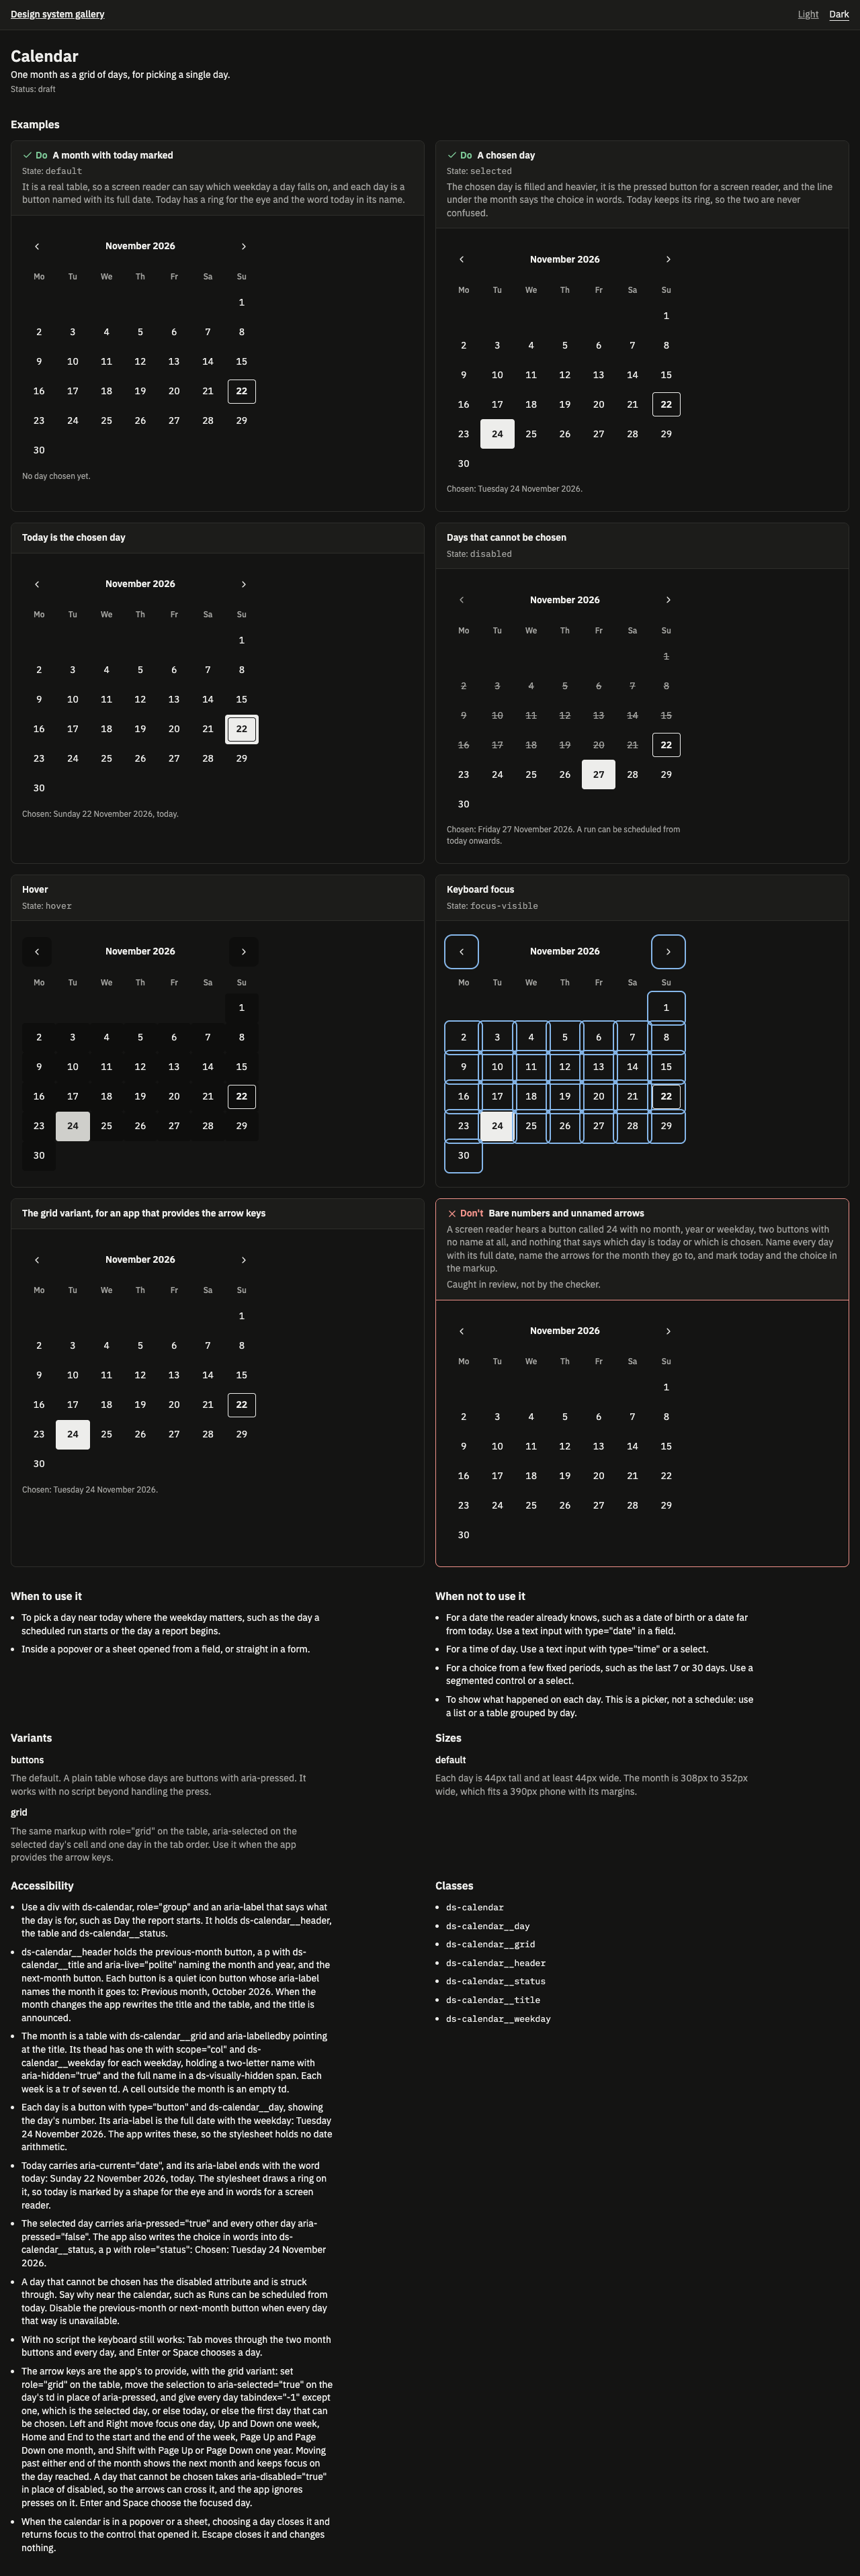 Design system gallery
Light
Dark
Calendar
One month as a grid of days, for picking a single day.
Status: draft
Examples
Do A month with today marked
State: default
It is a real table, so a screen reader can say which weekday a day falls on, and each day is a
button named with its full date. Today has a ring for the eye and the word today in its name.
November 2026
Mo Tu We Th Fr Sa Su
1
2 3 4 5 6 7 8
9 10 11 12 13 14 15
16 17 18 19 20 21 22
23 24 25 26 27 28 29
30
No day chosen yet.
Do A chosen day
State: selected
The chosen day is filled and heavier, it is the pressed button for a screen reader, and the line
under the month says the choice in words. Today keeps its ring, so the two are never
confused.
November 2026
Mo Tu We Th Fr Sa Su
1
2 3 4 5 6 7 8
9 10 11 12 13 14 15
16 17 18 19 20 21 22
23 24 25 26 27 28 29
30
Chosen: Tuesday 24 November 2026.
Today is the chosen day
November 2026
Mo Tu We Th Fr Sa Su
1
2 3 4 5 6 7 8
9 10 11 12 13 14 15
16 17 18 19 20 21 22
23 24 25 26 27 28 29
30
Chosen: Sunday 22 November 2026, today.
Days that cannot be chosen
State: disabled
November 2026
Mo Tu We Th Fr Sa Su
1
2 3 4 5 6 7 8
9 10 11 12 13 14 15
16 17 18 19 20 21 22
23 24 25 26 27 28 29
30
Chosen: Friday 27 November 2026. A run can be scheduled from
today onwards.
Hover
State: hover
November 2026
Mo Tu We Th Fr Sa Su
1
2 3 4 5 6 7 8
9 10 11 12 13 14 15
16 17 18 19 20 21 22
23 24 25 26 27 28 29
30
Keyboard focus
State: focus-visible
November 2026
Mo Tu We Th Fr Sa Su
1
2 3 4 5 6 7 8
9 10 11 12 13 14 15
16 17 18 19 20 21 22
23 24 25 26 27 28 29
30
The grid variant, for an app that provides the arrow keys
November 2026
Mo Tu We Th Fr Sa Su
1
2 3 4 5 6 7 8
9 10 11 12 13 14 15
16 17 18 19 20 21 22
23 24 25 26 27 28 29
30
Chosen: Tuesday 24 November 2026.
Don't Bare numbers and unnamed arrows
A screen reader hears a button called 24 with no month, year or weekday, two buttons with
no name at all, and nothing that says which day is today or which is chosen. Name every day
with its full date, name the arrows for the month they go to, and mark today and the choice in
the markup.
Caught in review, not by the checker.
November 2026
Mo Tu We Th Fr Sa Su
1
2 3 4 5 6 7 8
9 10 11 12 13 14 15
16 17 18 19 20 21 22
23 24 25 26 27 28 29
30
When to use it
To pick a day near today where the weekday matters, such as the day a
scheduled run starts or the day a report begins.
Inside a popover or a sheet opened from a field, or straight in a form.
When not to use it
For a date the reader already knows, such as a date of birth or a date far
from today. Use a text input with type="date" in a field.
For a time of day. Use a text input with type="time" or a select.
For a choice from a few fixed periods, such as the last 7 or 30 days. Use a
segmented control or a select.
To show what happened on each day. This is a picker, not a schedule: use
a list or a table grouped by day.
Variants
buttons
The default. A plain table whose days are buttons with aria-pressed. It
works with no script beyond handling the press.
grid
The same markup with role="grid" on the table, aria-selected on the
selected day's cell and one day in the tab order. Use it when the app
provides the arrow keys.
Sizes
default
Each day is 44px tall and at least 44px wide. The month is 308px to 352px
wide, which fits a 390px phone with its margins.
Accessibility
Use a div with ds-calendar, role="group" and an aria-label that says what
the day is for, such as Day the report starts. It holds ds-calendar__header,
the table and ds-calendar__status.
ds-calendar__header holds the previous-month button, a p with ds-
calendar__title and aria-live="polite" naming the month and year, and the
next-month button. Each button is a quiet icon button whose aria-label
names the month it goes to: Previous month, October 2026. When the
month changes the app rewrites the title and the table, and the title is
announced.
The month is a table with ds-calendar__grid and aria-labelledby pointing
at the title. Its thead has one th with scope="col" and ds-
calendar__weekday for each weekday, holding a two-letter name with
aria-hidden="true" and the full name in a ds-visually-hidden span. Each
week is a tr of seven td. A cell outside the month is an empty td.
Each day is a button with type="button" and ds-calendar__day, showing
the day's number. Its aria-label is the full date with the weekday: Tuesday
24 November 2026. The app writes these, so the stylesheet holds no date
arithmetic.
Today carries aria-current="date", and its aria-label ends with the word
today: Sunday 22 November 2026, today. The stylesheet draws a ring on
it, so today is marked by a shape for the eye and in words for a screen
reader.
The selected day carries aria-pressed="true" and every other day aria-
pressed="false". The app also writes the choice in words into ds-
calendar__status, a p with role="status": Chosen: Tuesday 24 November
2026.
A day that cannot be chosen has the disabled attribute and is struck
through. Say why near the calendar, such as Runs can be scheduled from
today. Disable the previous-month or next-month button when every day
that way is unavailable.
With no script the keyboard still works: Tab moves through the two month
buttons and every day, and Enter or Space chooses a day.
The arrow keys are the app's to provide, with the grid variant: set
role="grid" on the table, move the selection to aria-selected="true" on the
day's td in place of aria-pressed, and give every day tabindex="-1" except
one, which is the selected day, or else today, or else the first day that can
be chosen. Left and Right move focus one day, Up and Down one week,
Home and End to the start and the end of the week, Page Up and Page
Down one month, and Shift with Page Up or Page Down one year. Moving
past either end of the month shows the next month and keeps focus on
the day reached. A day that cannot be chosen takes aria-disabled="true"
in place of disabled, so the arrows can cross it, and the app ignores
presses on it. Enter and Space choose the focused day.
When the calendar is in a popover or a sheet, choosing a day closes it and
returns focus to the control that opened it. Escape closes it and changes
nothing.
Classes
ds-calendar
ds-calendar__day
ds-calendar__grid
ds-calendar__header
ds-calendar__status
ds-calendar__title
ds-calendar__weekday